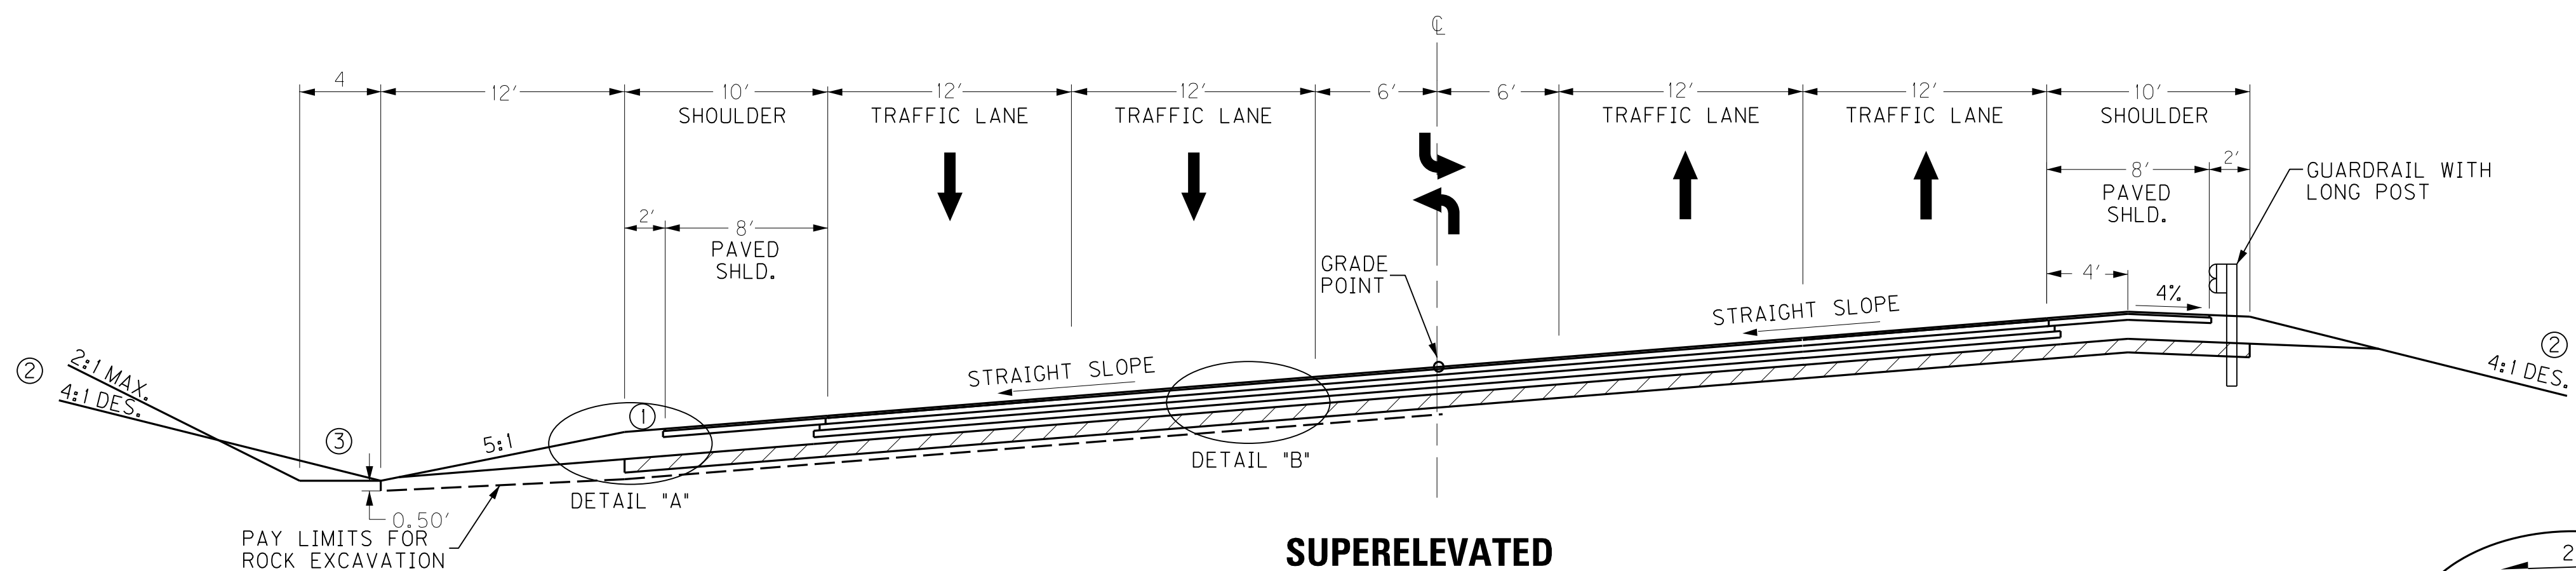 ℄
4 12' 10' 12' 12' 6' 6' 12' 12' 10'
SHOULDER TRAFFIC LANE TRAFFIC LANE TRAFFIC LANE TRAFFIC LANE SHOULDER
8' 2'
PAVED
SHLD.
GUARDRAIL WITH
LONG POST
2' 8'
PAVED
SHLD.
GRADE
POINT
4'
4%
STRAIGHT SLOPE
STRAIGHT SLOPE
2
2:1 MAX.
4:1 DES.
2
4:1 DES.
3
5:1
1
DETAIL "A"
DETAIL "B"
0.50'
PAY LIMITS FOR
ROCK EXCAVATION
SUPERELEVATED
2